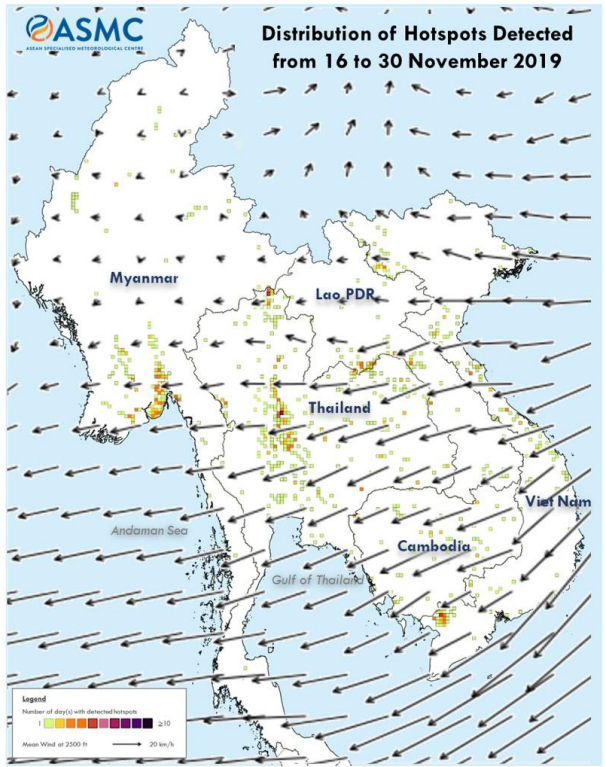 ASMC
ASEAN SPECIALISED METEOROLOGICAL CENTRE
Distribution of Hotspots Detected
from 16 to 30 November 2019
Myanmar
Lao PDR
Thailand
Viet Nam
Andaman Sea
Cambodia
Gulf of Thailand
Legend
Number of day(s) with detected hotspots
1 ≥10
Mean Wind at 2500 ft 20 km/h